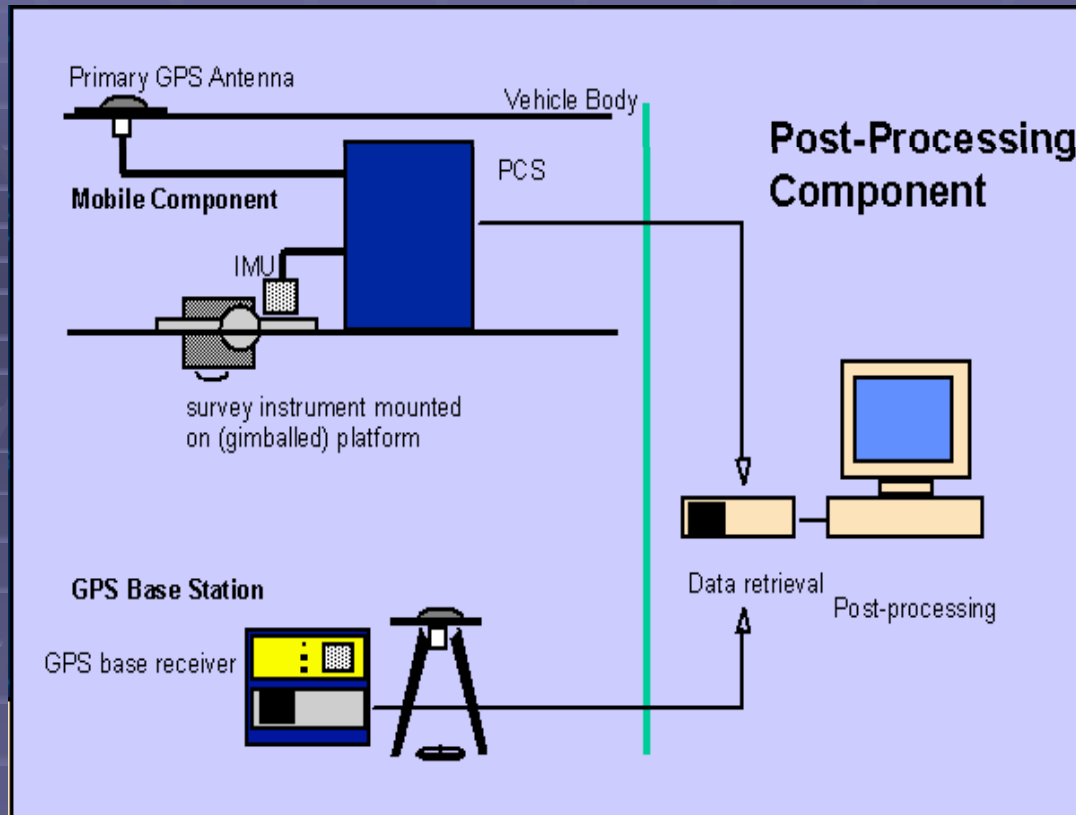 Primary GPS Antenna
Vehicle Body
Post-Processing
Component
PCS
Mobile Component
IMU
survey instrument mounted
on (gimballed) platform
GPS Base Station
Data retrieval
Post-processing
GPS base receiver